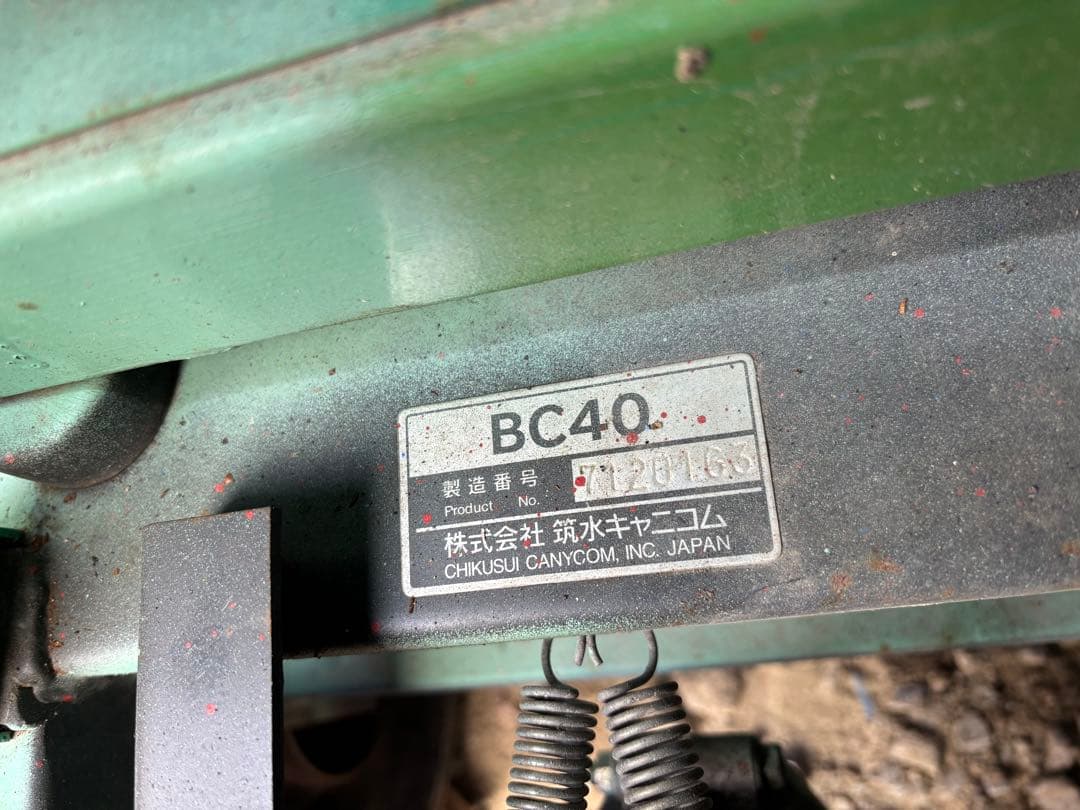 BC40
製造番号 7120166
Product No.
株式会社 筑水キャニコム
CHIKUSUI CANYCOM, INC. JAPAN